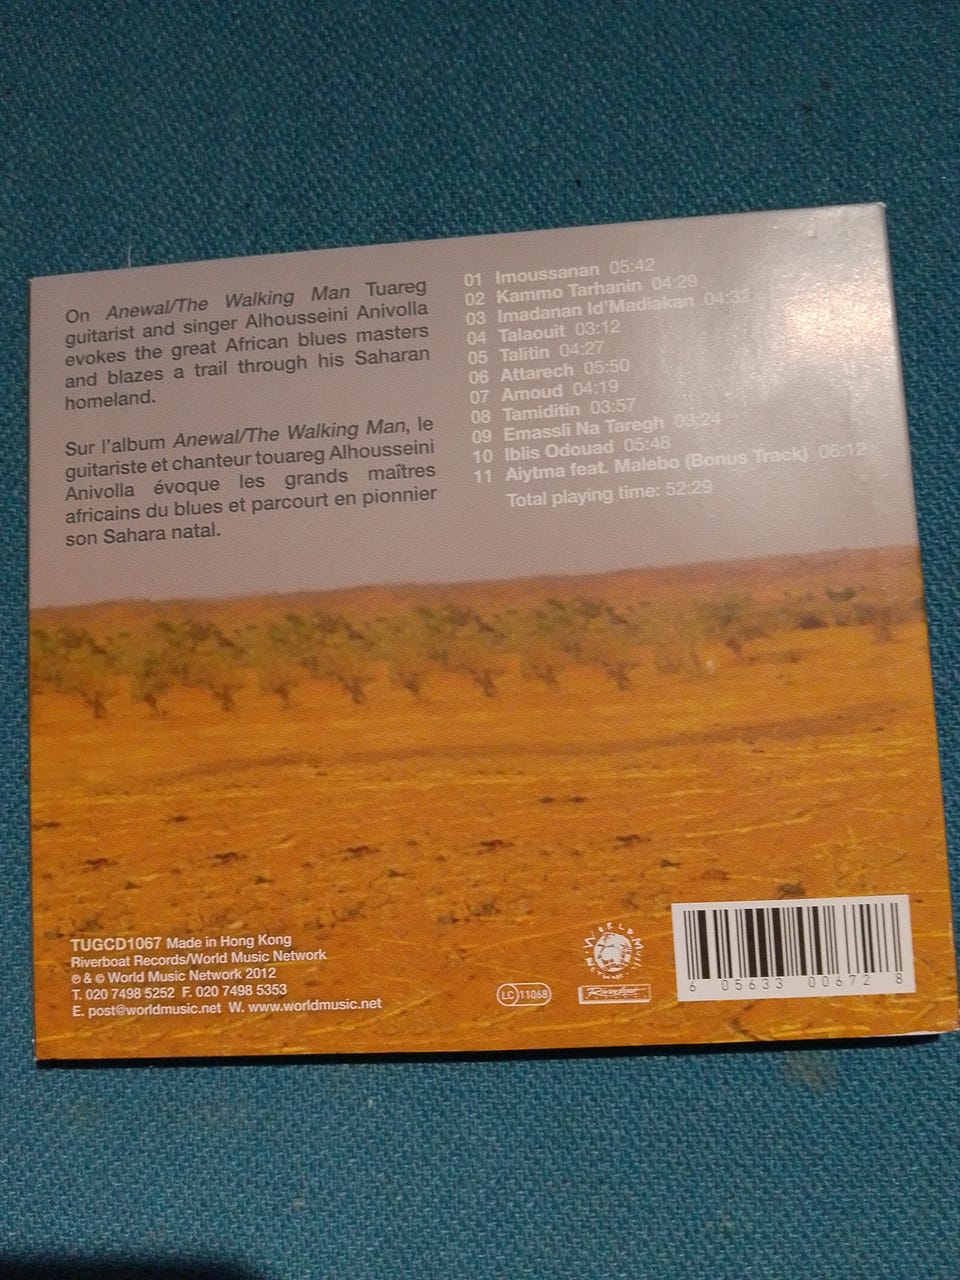 On Anewal/The Walking Man Tuareg
guitarist and singer Alhousseini Anivolla
evokes the great African blues masters
and blazes a trail through his Saharan
homeland.
Sur l'album Anewal/The Walking Man, le
guitariste et chanteur touareg Alhousseini
Anivolla évoque les grands maîtres
africains du blues et parcourt en pionnier
son Sahara natal.
01 Imoussanan 05:42
02 Kammo Tarhanin 04:29
03 Imadanan Id'Madiakan 04:32
04 Talaouit 03:12
05 Talitin 04:27
06 Attarech 05:50
07 Amoud 04:19
08 Tamiditin 03:57
09 Emassli Na Taregh 03:24
10 Iblis Odouad 05:48
11 Aiytma feat. Malebo (Bonus Track) 06:12
Total playing time: 52:29
TUGCD1067 Made in Hong Kong
Riverboat Records/World Music Network
℗ & © World Music Network 2012
T. 020 7498 5252 F. 020 7498 5353
E. post@worldmusic.net W. www.worldmusic.net
LC 11068
World Music Network
Riverboat
6 05633 00672 8